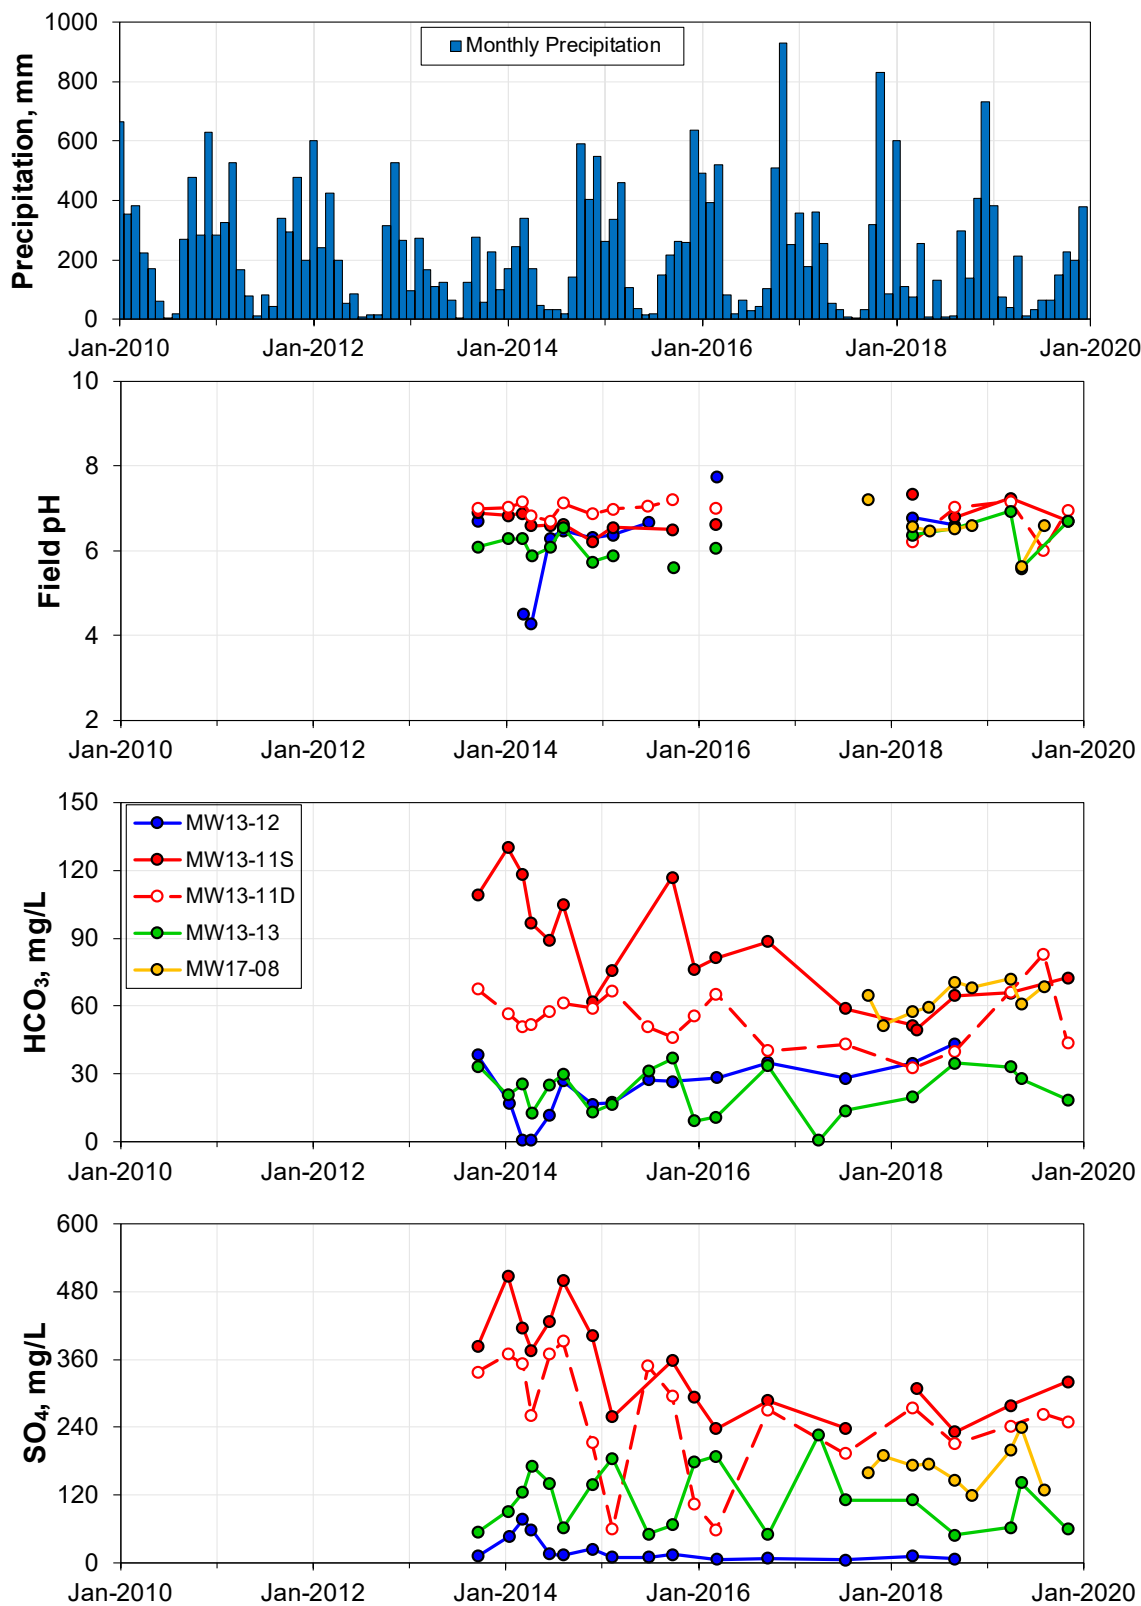 Precipitation, mm
1000
800
600
400
200
0
Monthly Precipitation
Jan-2010 Jan-2012 Jan-2014 Jan-2016 Jan-2018 Jan-2020
Field pH
10
8
6
4
2
Jan-2010 Jan-2012 Jan-2014 Jan-2016 Jan-2018 Jan-2020
HCO₃, mg/L
150
120
90
60
30
0
MW13-12
MW13-11S
MW13-11D
MW13-13
MW17-08
Jan-2010 Jan-2012 Jan-2014 Jan-2016 Jan-2018 Jan-2020
SO₄, mg/L
600
480
360
240
120
0
Jan-2010 Jan-2012 Jan-2014 Jan-2016 Jan-2018 Jan-2020